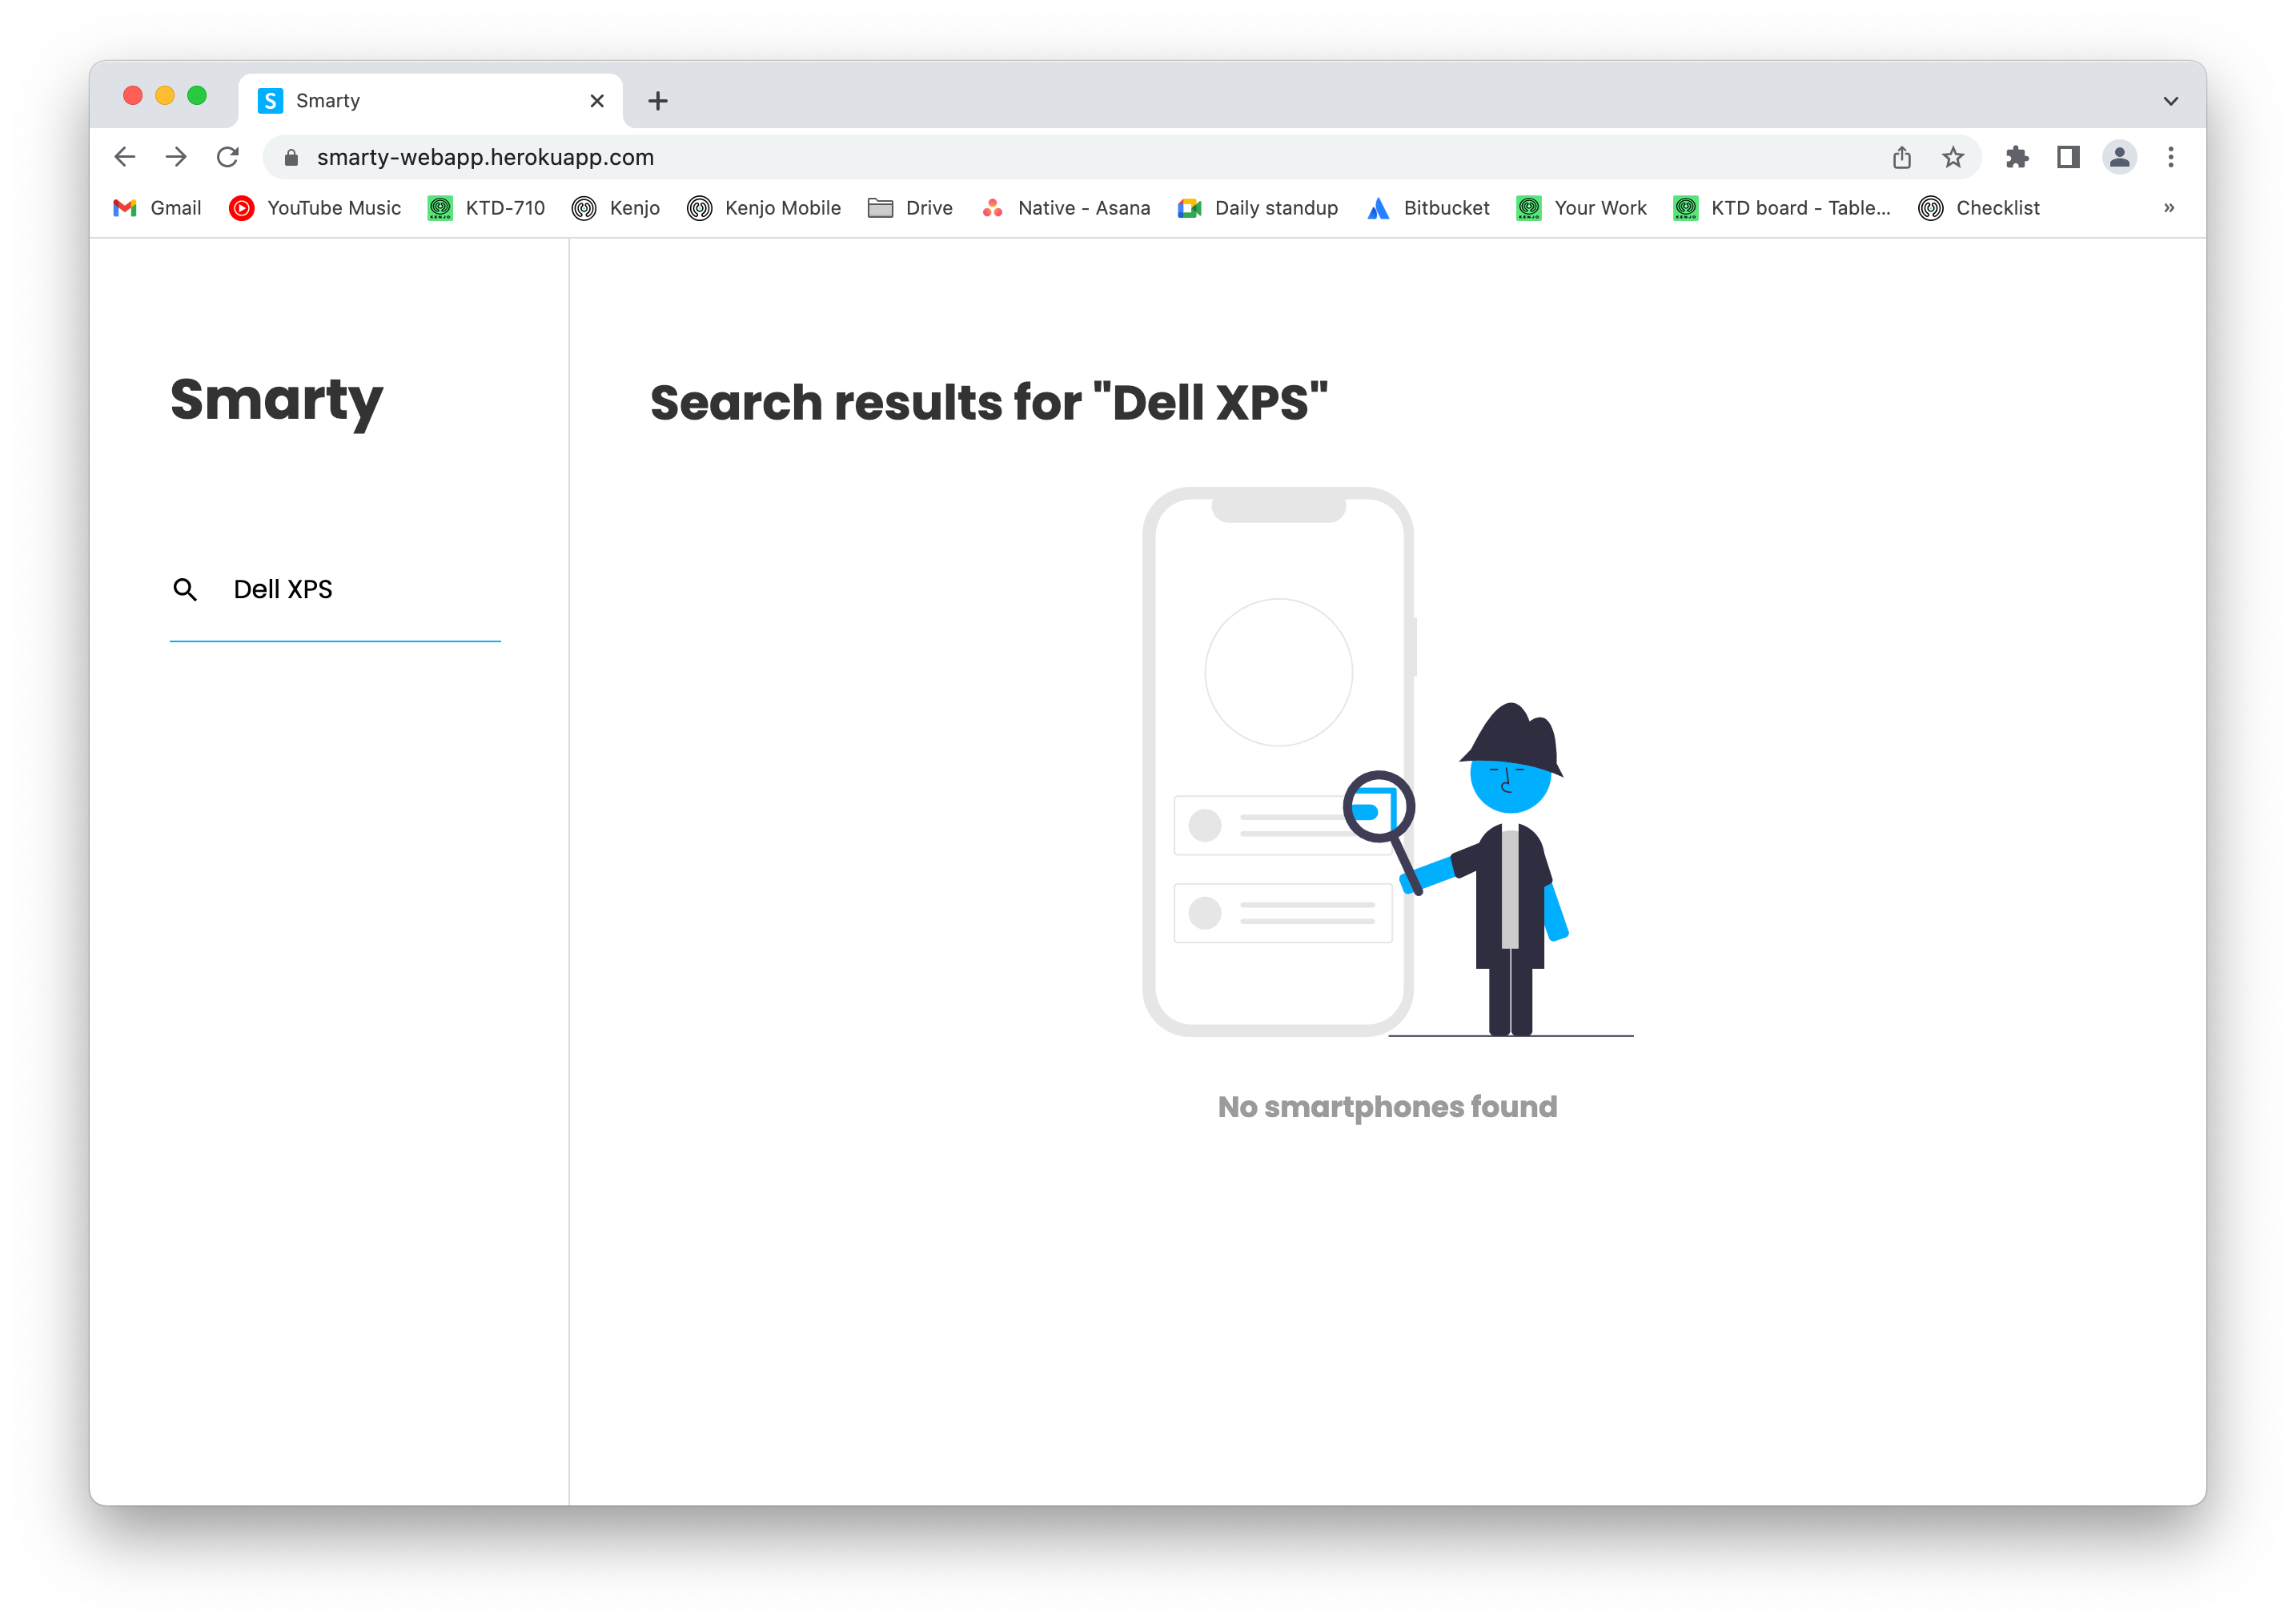 S Smarty
smarty-webapp.herokuapp.com
Gmail YouTube Music KTD-710 Kenjo Kenjo Mobile Drive Native - Asana Daily standup Bitbucket Your Work KTD board - Table... Checklist »
Smarty
Search results for "Dell XPS"
Dell XPS
No smartphones found